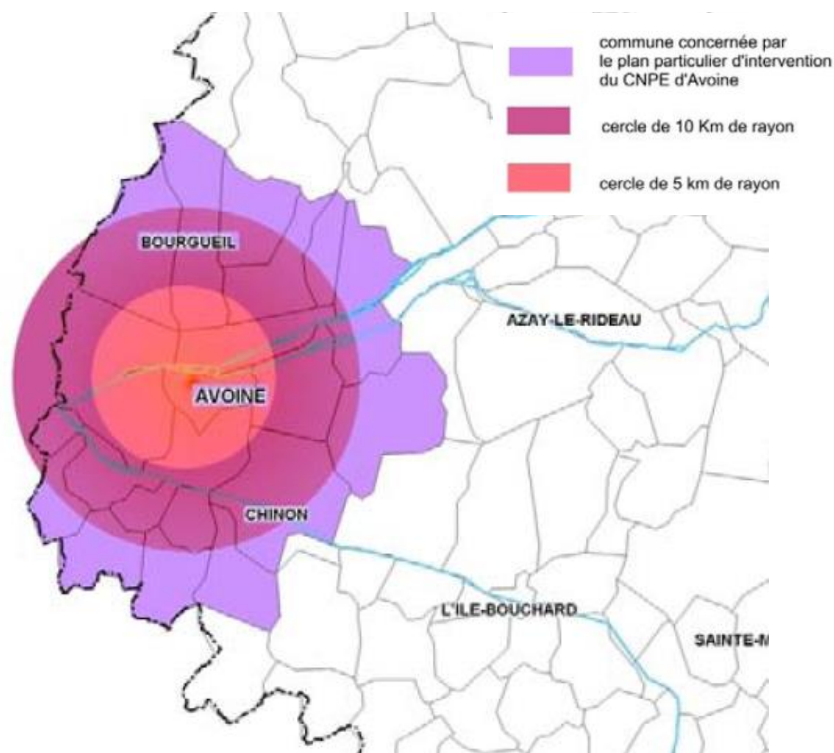 commune concernée par
le plan particulier d'intervention
du CNPE d'Avoine
cercle de 10 Km de rayon
cercle de 5 km de rayon
BOURGUEIL
AZAY-LE-RIDEAU
AVOINE
CHINON
L'ILE-BOUCHARD
SAINTE-M